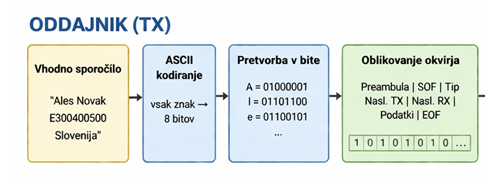 ODDAJNIK (TX)
Vhodno sporočilo
"Ales Novak
E300400500
Slovenija"
ASCII
kodiranje
vsak znak →
8 bitov
Pretvorba v bite
A = 01000001
l = 01101100
e = 01100101
...
Oblikovanje okvirja
Preambula | SOF | Tip
Nasl. TX | Nasl. RX |
Podatki | EOF
1 0 1 0 1 0 1 0 ...